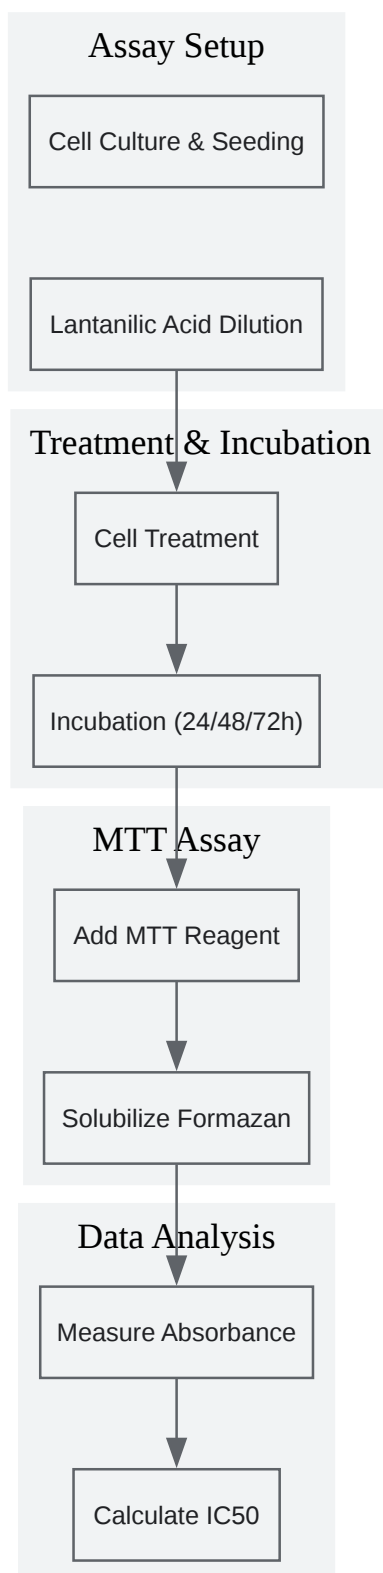 Assay Setup
Cell Culture & Seeding
Lantanilic Acid Dilution
Treatment & Incubation
Cell Treatment
Incubation (24/48/72h)
MTT Assay
Add MTT Reagent
Solubilize Formazan
Data Analysis
Measure Absorbance
Calculate IC50